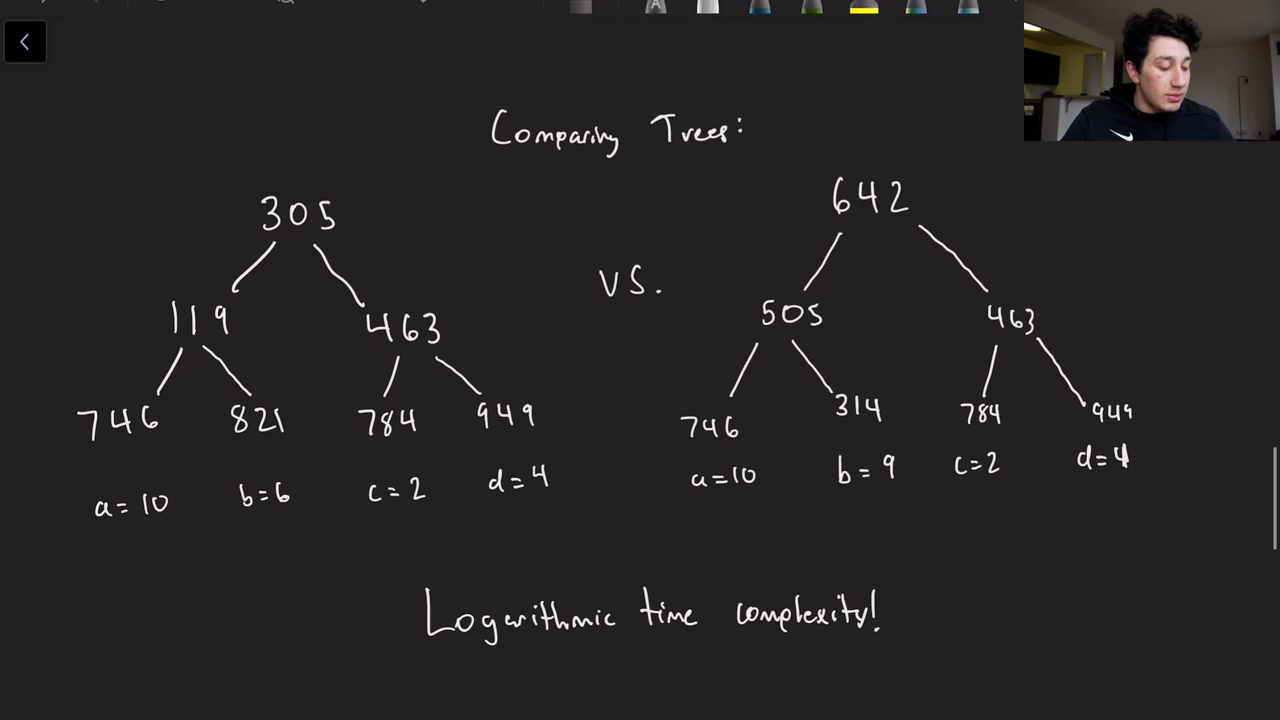 A
Comparing Trees:
305
642
vs.
119
463
505
463
746
821
784
949
746
314
784
949
a=10
b=6
c=2
d=4
a=10
b=9
c=2
d=4
Logarithmic time complexity!